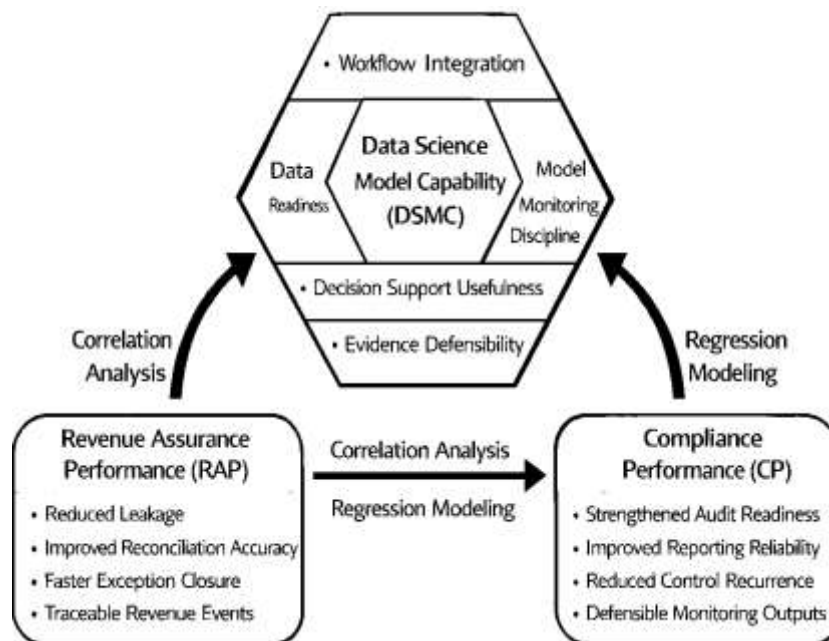 • Workflow Integration
Data Science
Model Capability
(DSMC)
Data
Readiness
Model
Monitoring
Discipline
• Decision Support Usefulness
• Evidence Defensibility
Correlation
Analysis
Regression
Modeling
Revenue Assurance
Performance (RAP)
• Reduced Leakage
• Improved Reconciliation Accuracy
• Faster Exception Closure
• Traceable Revenue Events
Correlation Analysis
Regression Modeling
Compliance
Performance (CP)
• Strengthened Audit Readiness
• Improved Reporting Reliability
• Reduced Control Recurrence
• Defensible Monitoring Outputs